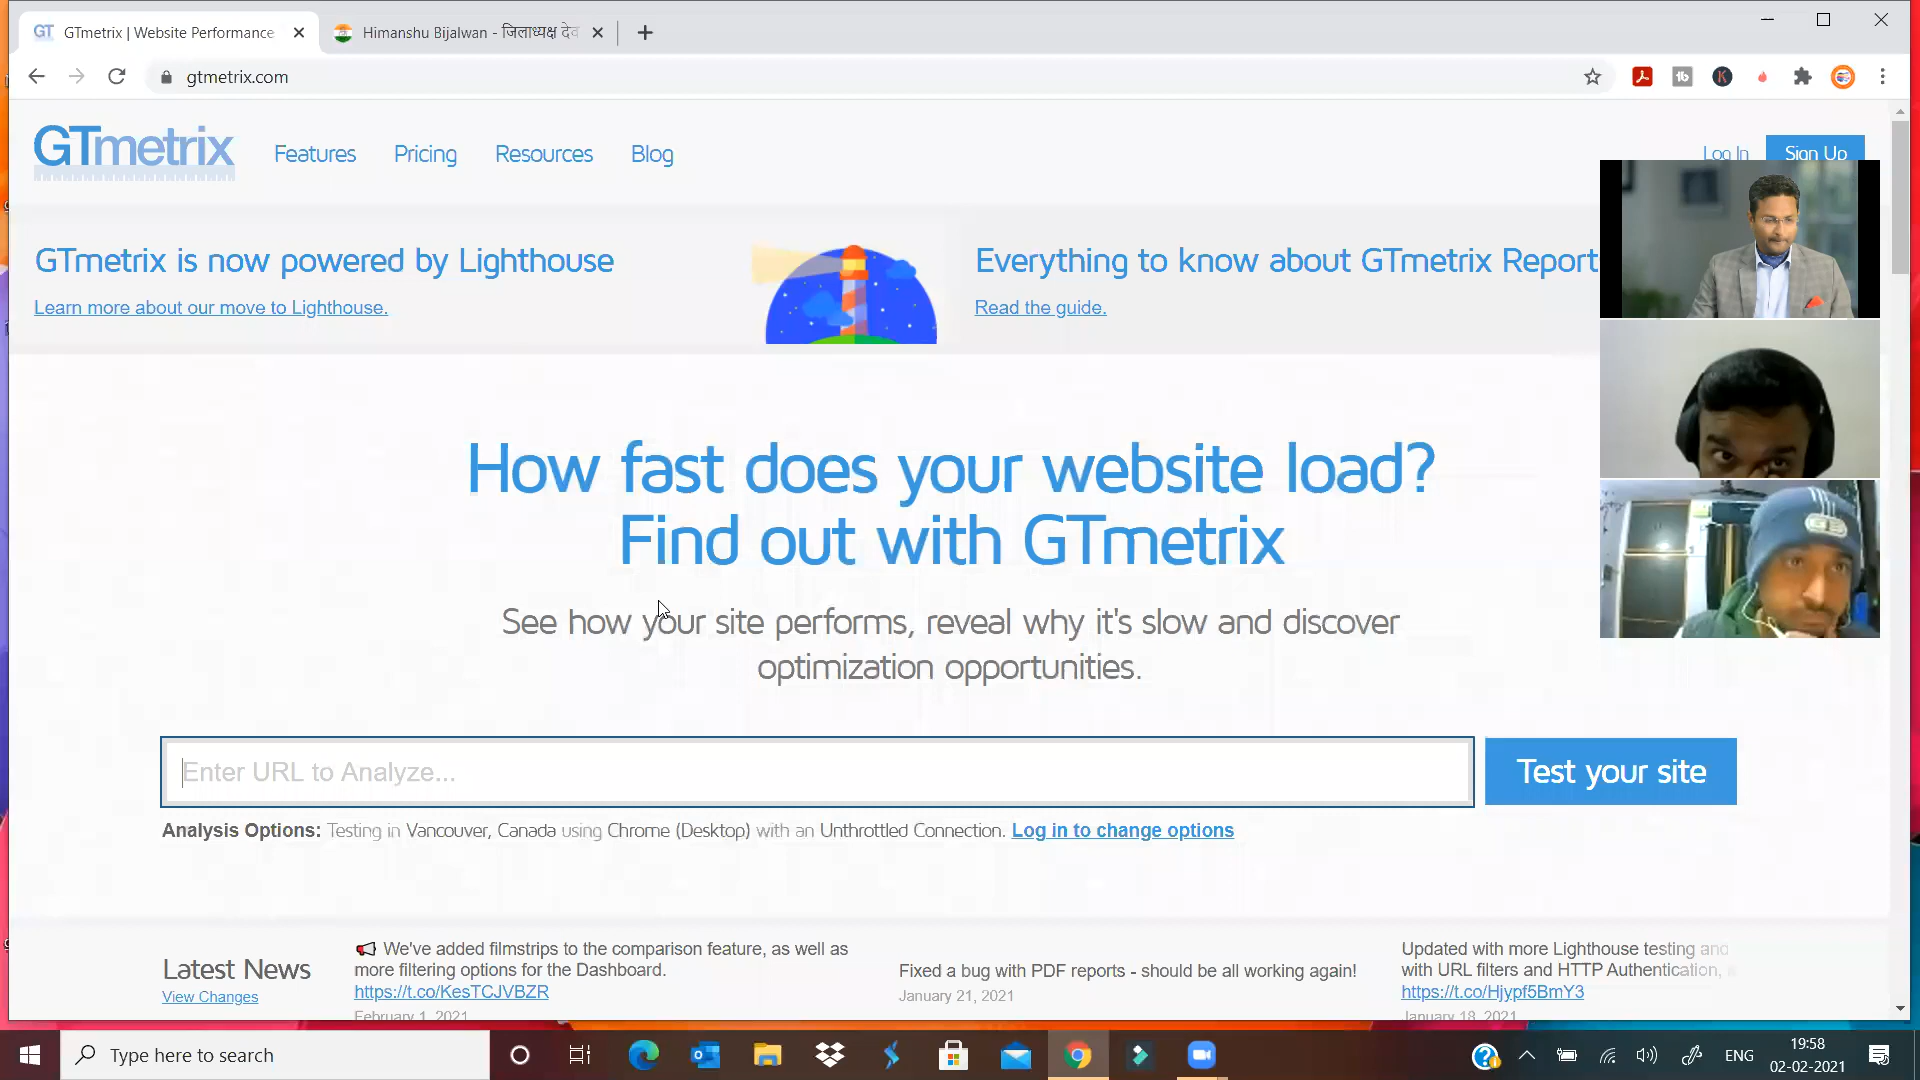 GT GTmetrix | Website Performance
Himanshu Bijalwan - जिलाध्यक्ष देव
gtmetrix.com
GTmetrix
Features
Pricing
Resources
Blog
Log In
Sign Up
GTmetrix is now powered by Lighthouse
Learn more about our move to Lighthouse.
Everything to know about GTmetrix Report
Read the guide.
How fast does your website load?
Find out with GTmetrix
See how your site performs, reveal why it's slow and discover
optimization opportunities.
Enter URL to Analyze...
Test your site
Analysis Options: Testing in Vancouver, Canada using Chrome (Desktop) with an Unthrottled Connection. Log in to change options
Latest News
View Changes
We've added filmstrips to the comparison feature, as well as
more filtering options for the Dashboard.
https://t.co/KesTCJVBZR
February 1, 2021
Fixed a bug with PDF reports - should be all working again!
January 21, 2021
Updated with more Lighthouse testing and
with URL filters and HTTP Authentication,
https://t.co/Hjypf5BmY3
January 18, 2021
Type here to search
ENG
19:58
02-02-2021